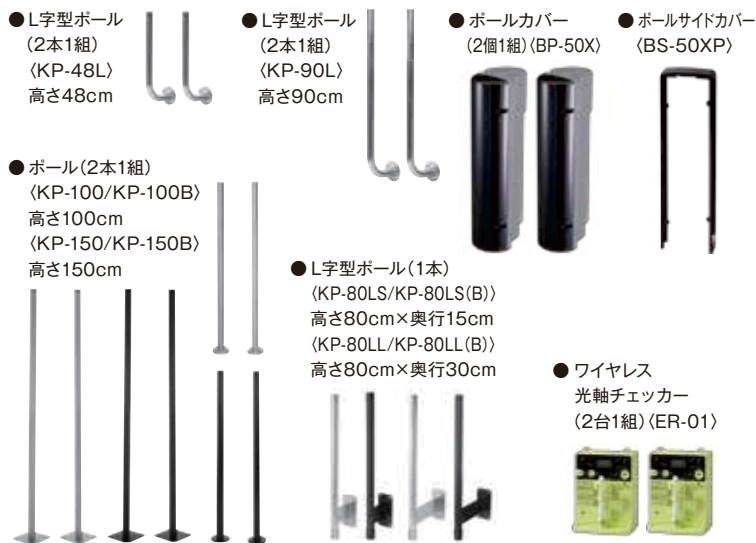 ● L字型ポール
(2本1組)
〈KP-48L〉
高さ48cm
● L字型ポール
(2本1組)
〈KP-90L〉
高さ90cm
● ポールカバー
(2個1組)〈BP-50X〉
● ポールサイドカバー
〈BS-50XP〉
● ポール(2本1組)
〈KP-100/KP-100B〉
高さ100cm
〈KP-150/KP-150B〉
高さ150cm
● L字型ポール(1本)
〈KP-80LS/KP-80LS(B)〉
高さ80cm×奥行15cm
〈KP-80LL/KP-80LL(B)〉
高さ80cm×奥行30cm
● ワイヤレス
光軸チェッカー
(2台1組)〈ER-01〉